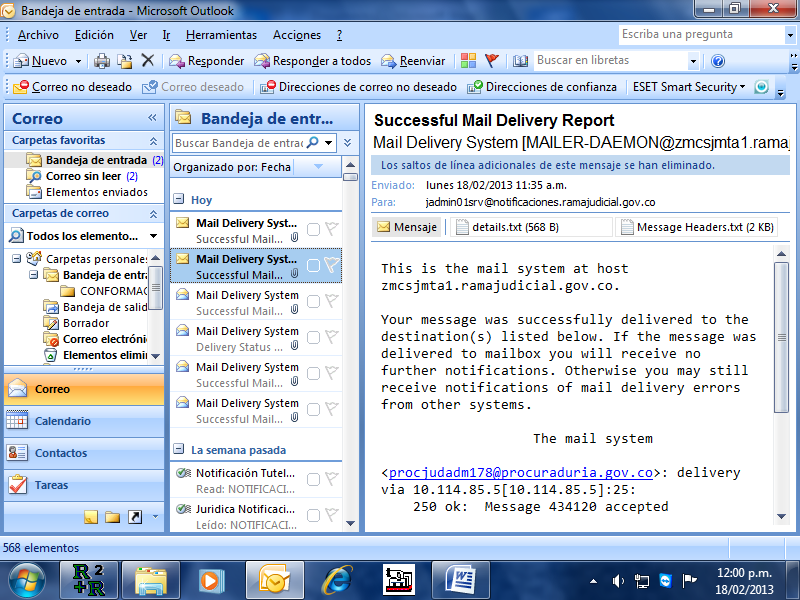 Bandeja de entrada - Microsoft Outlook
Archivo Edición Ver Ir Herramientas Acciones ? Escriba una pregunta
Nuevo Responder Responder a todos Reenviar Buscar en libretas
Correo no deseado Correo deseado Direcciones de correo no deseado Direcciones de confianza ESET Smart Security
Correo «
Carpetas favoritas
Bandeja de entrada (2)
Correo sin leer (2)
Elementos enviados
Carpetas de correo
Todos los elemento...
Carpetas personale
Bandeja de entra
CONFORMAC
Bandeja de salid
Borrador
Correo electróni
Elementos elimin
Correo
Calendario
Contactos
Tareas
Bandeja de entr...
Buscar Bandeja de entrac
Organizado por: Fecha
Hoy
Mail Delivery Syst...
Successful Mail...
Mail Delivery Syst...
Successful Mail...
Mail Delivery System
Successful Mail...
Mail Delivery System
Delivery Status ...
Mail Delivery System
Successful Mail...
Mail Delivery System
Successful Mail...
La semana pasada
Notificación Tutel...
Read: NOTIFICACI...
Juridica Notificac...
Leído: NOTIFICAC...
Successful Mail Delivery Report
Mail Delivery System [MAILER-DAEMON@zmcsjmta1.ramaj
Los saltos de línea adicionales de este mensaje se han eliminado.
Enviado: lunes 18/02/2013 11:35 a.m.
Para: jadmin01srv@notificaciones.ramajudicial.gov.co
Mensaje details.txt (568 B) Message Headers.txt (2 KB)
This is the mail system at host
zmcsjmta1.ramajudicial.gov.co.
Your message was successfully delivered to the
destination(s) listed below. If the message was
delivered to mailbox you will receive no
further notifications. Otherwise you may still
receive notifications of mail delivery errors
from other systems.
The mail system
<procjudadm178@procuraduria.gov.co>: delivery
via 10.114.85.5[10.114.85.5]:25:
250 ok:  Message 434120 accepted
568 elementos
R2+R
12:00 p.m.
18/02/2013